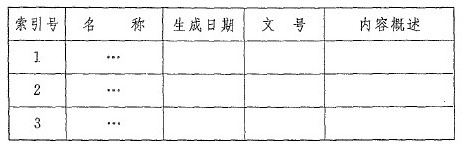 索引号 名 称 生成日期 文 号 内容概述
1 …
2 …
3 …